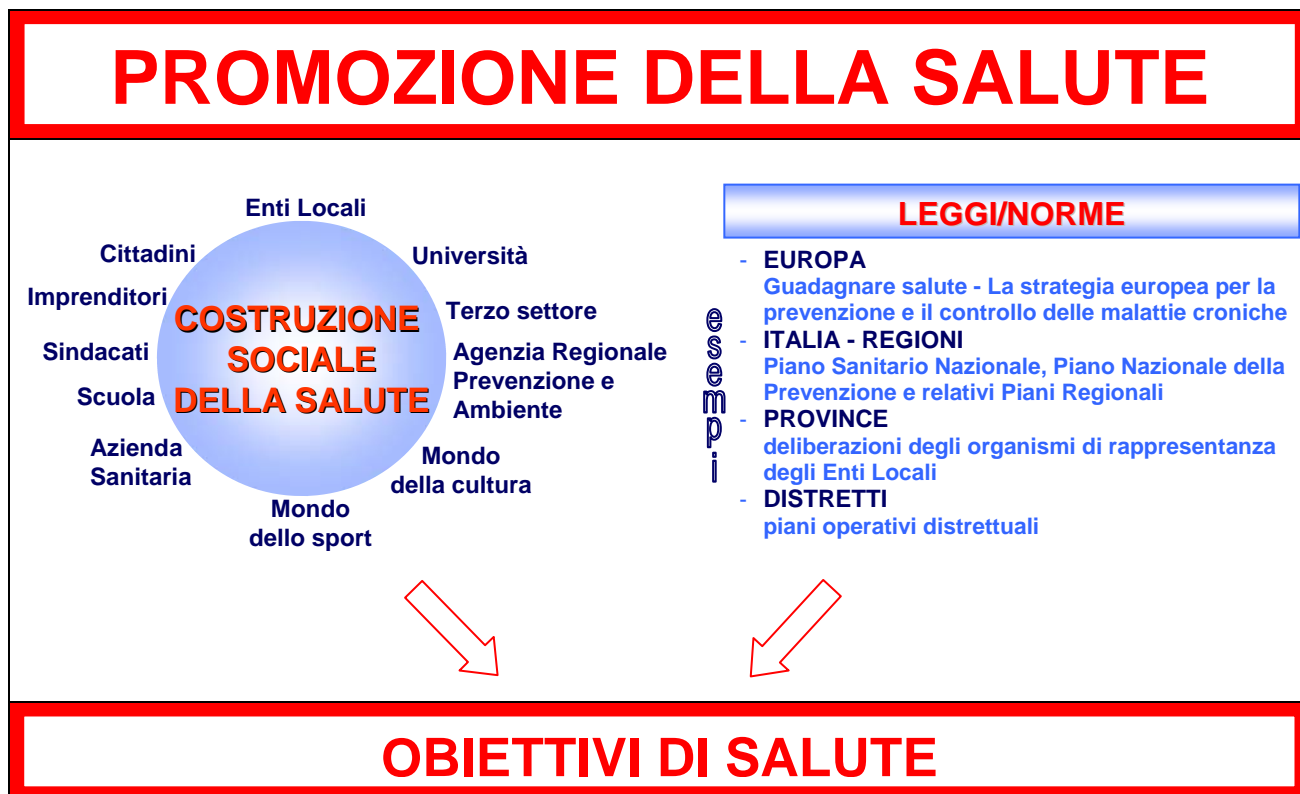 PROMOZIONE DELLA SALUTE
Enti Locali
Cittadini
Università
Imprenditori
Terzo settore
COSTRUZIONE
SOCIALE
DELLA SALUTE
Sindacati
Agenzia Regionale
Prevenzione e
Ambiente
Scuola
Azienda
Sanitaria
Mondo
della cultura
Mondo
dello sport
esempi
LEGGI/NORME
- EUROPA
Guadagnare salute - La strategia europea per la
prevenzione e il controllo delle malattie croniche
- ITALIA - REGIONI
Piano Sanitario Nazionale, Piano Nazionale della
Prevenzione e relativi Piani Regionali
- PROVINCE
deliberazioni degli organismi di rappresentanza
degli Enti Locali
- DISTRETTI
piani operativi distrettuali
OBIETTIVI DI SALUTE